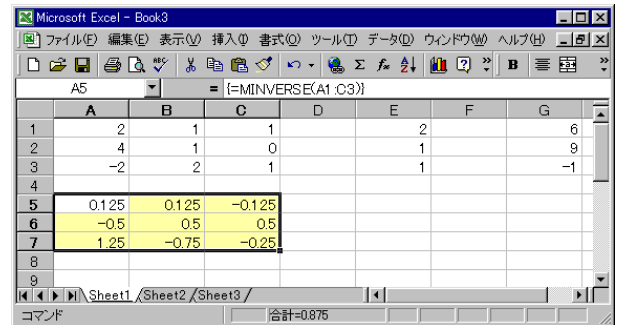 Microsoft Excel - Book3
ファイル(F) 編集(E) 表示(V) 挿入(I) 書式(O) ツール(T) データ(D) ウィンドウ(W) ヘルプ(H)
A5 = {=MINVERSE(A1:C3)}
A B C D E F G
1 2 1 1 2 6
2 4 1 0 1 9
3 -2 2 1 1 -1
4
5 0.125 0.125 -0.125
6 -0.5 0.5 0.5
7 1.25 -0.75 -0.25
8
9
Sheet1 Sheet2 Sheet3
コマンド 合計=0.875